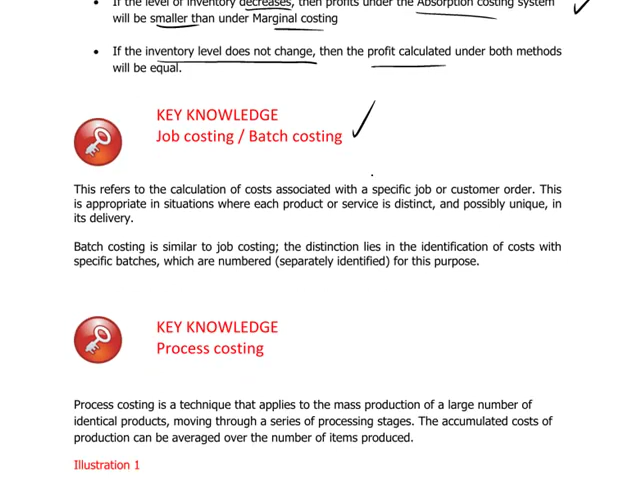 • If the level of inventory decreases, then profits under the Absorption costing system
will be smaller than under Marginal costing
• If the inventory level does not change, then the profit calculated under both methods
will be equal.
KEY KNOWLEDGE
Job costing / Batch costing
This refers to the calculation of costs associated with a specific job or customer order. This
is appropriate in situations where each product or service is distinct, and possibly unique, in
its delivery.
Batch costing is similar to job costing; the distinction lies in the identification of costs with
specific batches, which are numbered (separately identified) for this purpose.
KEY KNOWLEDGE
Process costing
Process costing is a technique that applies to the mass production of a large number of
identical products, moving through a series of processing stages. The accumulated costs of
production can be averaged over the number of items produced.
Illustration 1